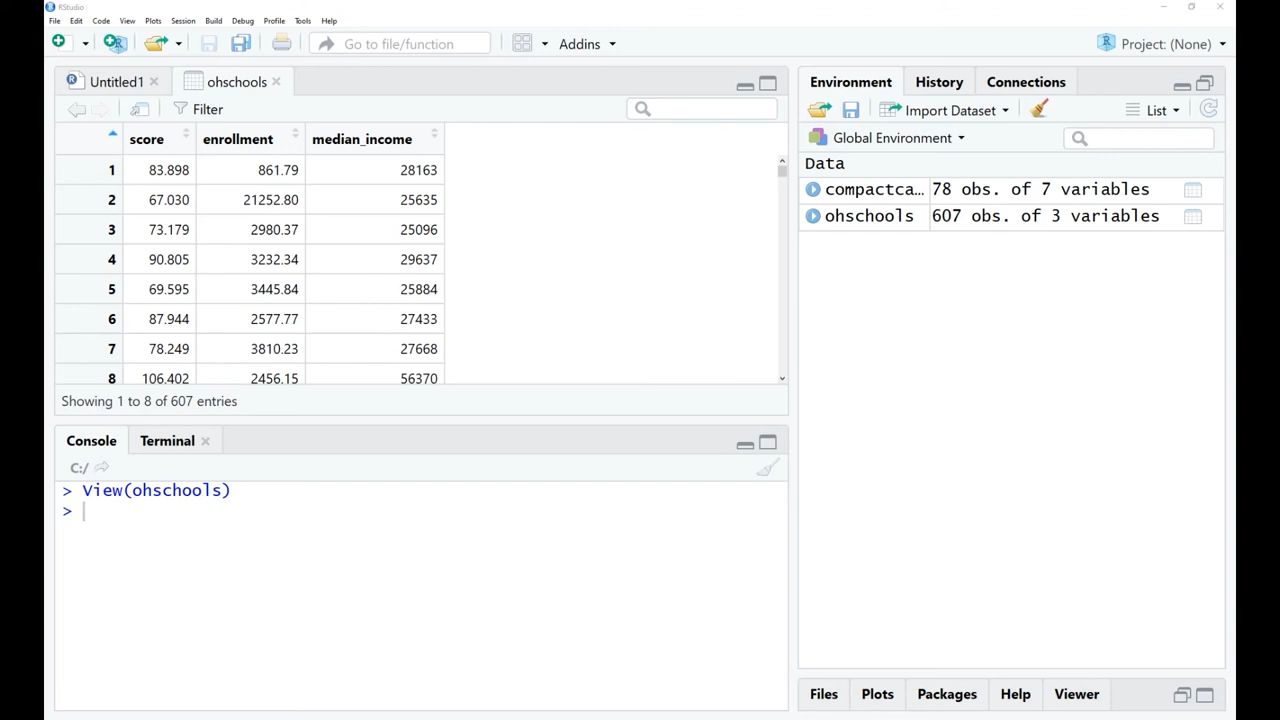 RStudio
File Edit Code View Plots Session Build Debug Profile Tools Help
Go to file/function Addins Project: (None)
Untitled1 ohschools
Filter
score enrollment median_income
1 83.898 861.79 28163
2 67.030 21252.80 25635
3 73.179 2980.37 25096
4 90.805 3232.34 29637
5 69.595 3445.84 25884
6 87.944 2577.77 27433
7 78.249 3810.23 27668
8 106.402 2456.15 56370
Showing 1 to 8 of 607 entries
Console Terminal
C:/
> View(ohschools)
>
Environment History Connections
Import Dataset List
Global Environment
Data
compactca… 78 obs. of 7 variables
ohschools 607 obs. of 3 variables
Files Plots Packages Help Viewer